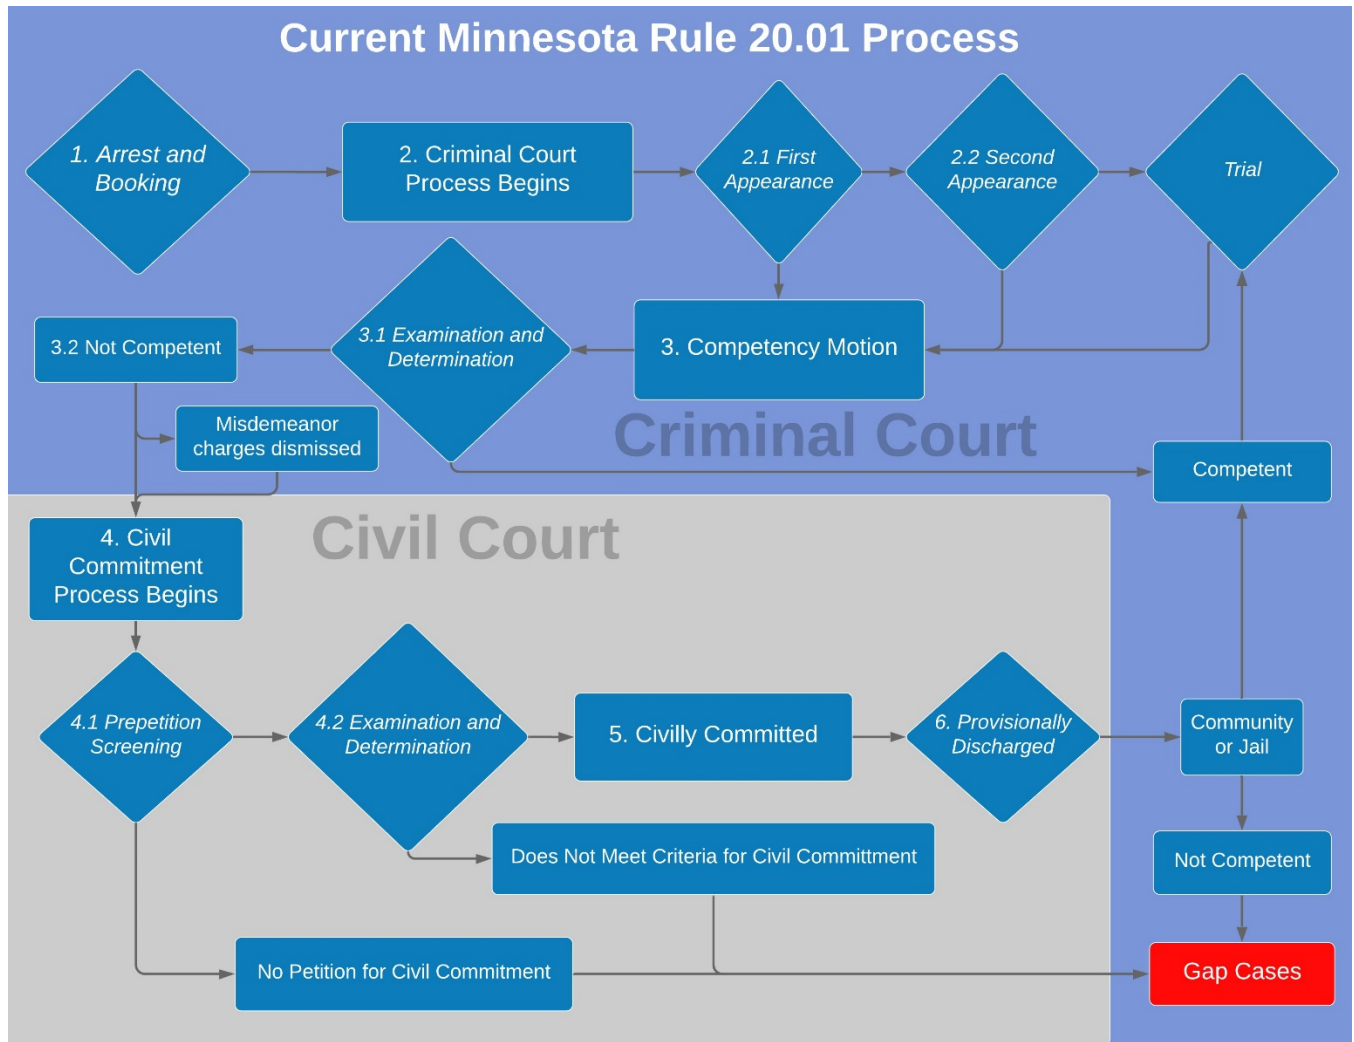 Current Minnesota Rule 20.01 Process
1. Arrest and
Booking
2. Criminal Court
Process Begins
2.1 First
Appearance
2.2 Second
Appearance
Trial
3.2 Not Competent
3.1 Examination and
Determination
3. Competency Motion
Misdemeanor
charges dismissed
Criminal Court
Competent
4. Civil
Commitment
Process Begins
Civil Court
4.1 Prepetition
Screening
4.2 Examination and
Determination
5. Civilly Committed
6. Provisionally
Discharged
Community
or Jail
Does Not Meet Criteria for Civil Committment
Not Competent
No Petition for Civil Commitment
Gap Cases